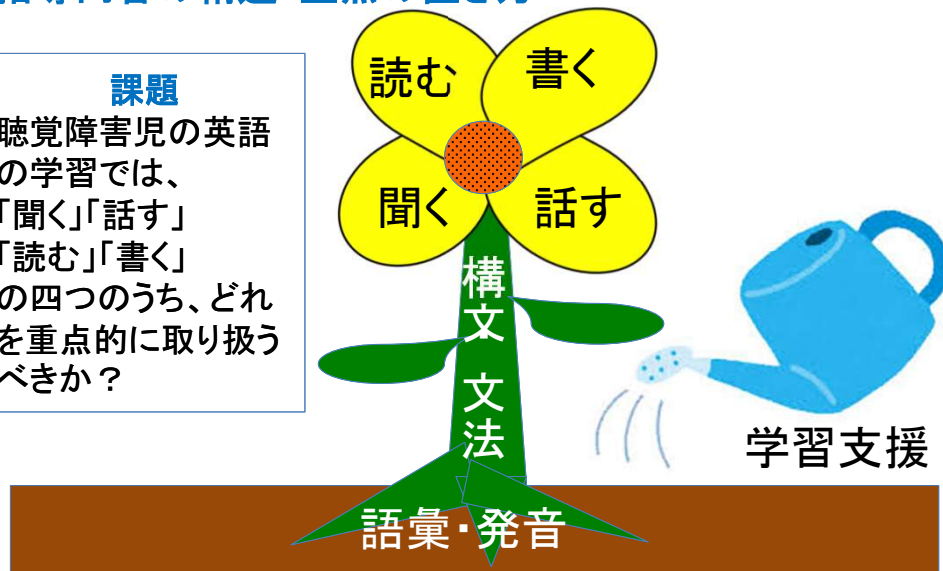 課題
聴覚障害児の英語
の学習では、
「聞く」「話す」
「読む」「書く」
の四つのうち、どれ
を重点的に取り扱う
べきか？
読む
書く
聞く
話す
構文 文法
学習支援
語彙・発音